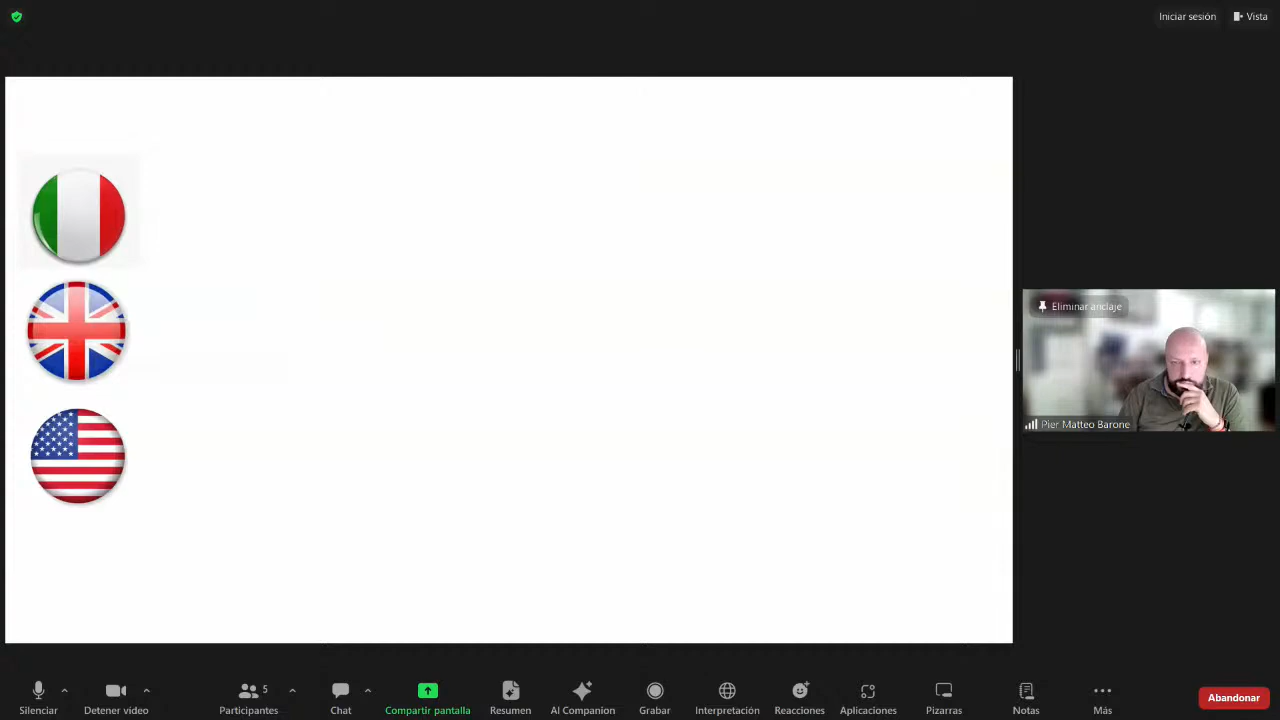 Iniciar sesión
Vista
Eliminar anclaje
Pier Matteo Barone
Silenciar
Detener vídeo
5
Participantes
Chat
Compartir pantalla
Resumen
AI Companion
Grabar
Interpretación
Reacciones
Aplicaciones
Pizarras
Notas
Más
Abandonar